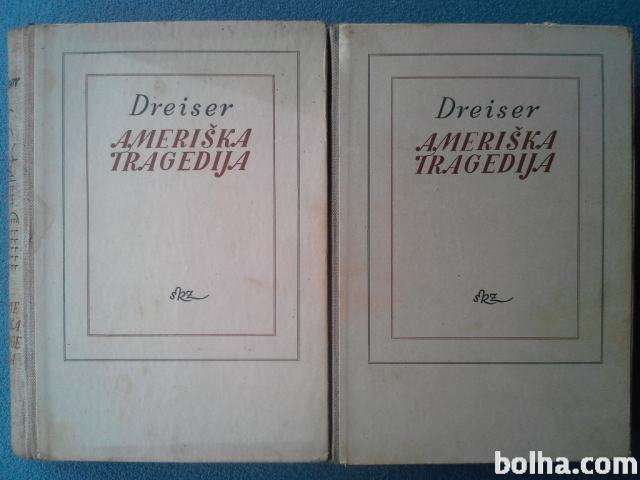 Dreiser
AMERIŠKA
TRAGEDIJA
skz
Dreiser
AMERIŠKA
TRAGEDIJA
skz
bolha.com